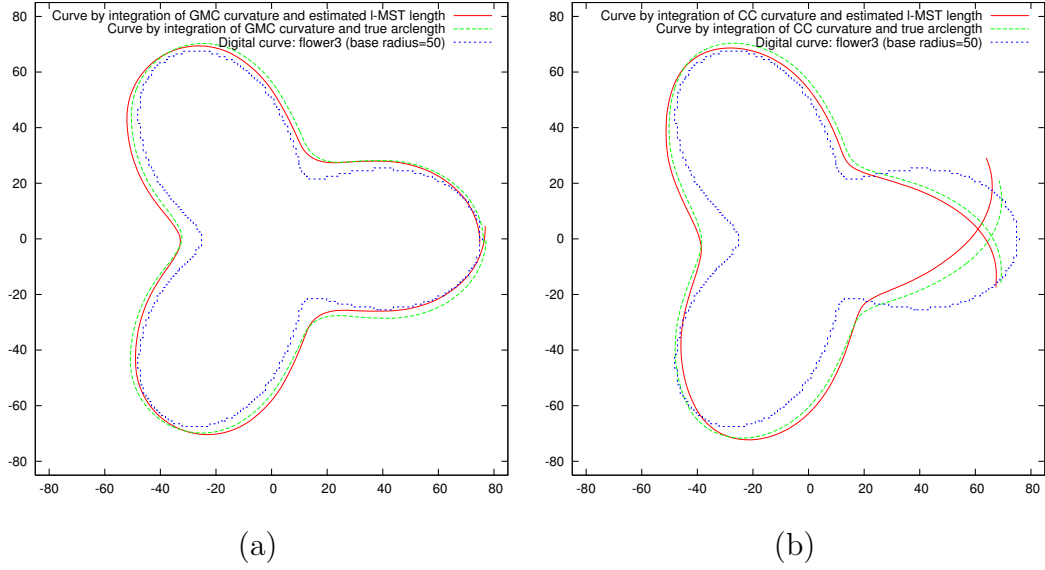 Curve by integration of GMC curvature and estimated l-MST length
Curve by integration of GMC curvature and true arclength
Digital curve: flower3 (base radius=50)
80
60
40
20
0
-20
-40
-60
-80
-80 -60 -40 -20 0 20 40 60 80
(a)
Curve by integration of CC curvature and estimated l-MST length
Curve by integration of CC curvature and true arclength
Digital curve: flower3 (base radius=50)
80
60
40
20
0
-20
-40
-60
-80
-80 -60 -40 -20 0 20 40 60 80
(b)